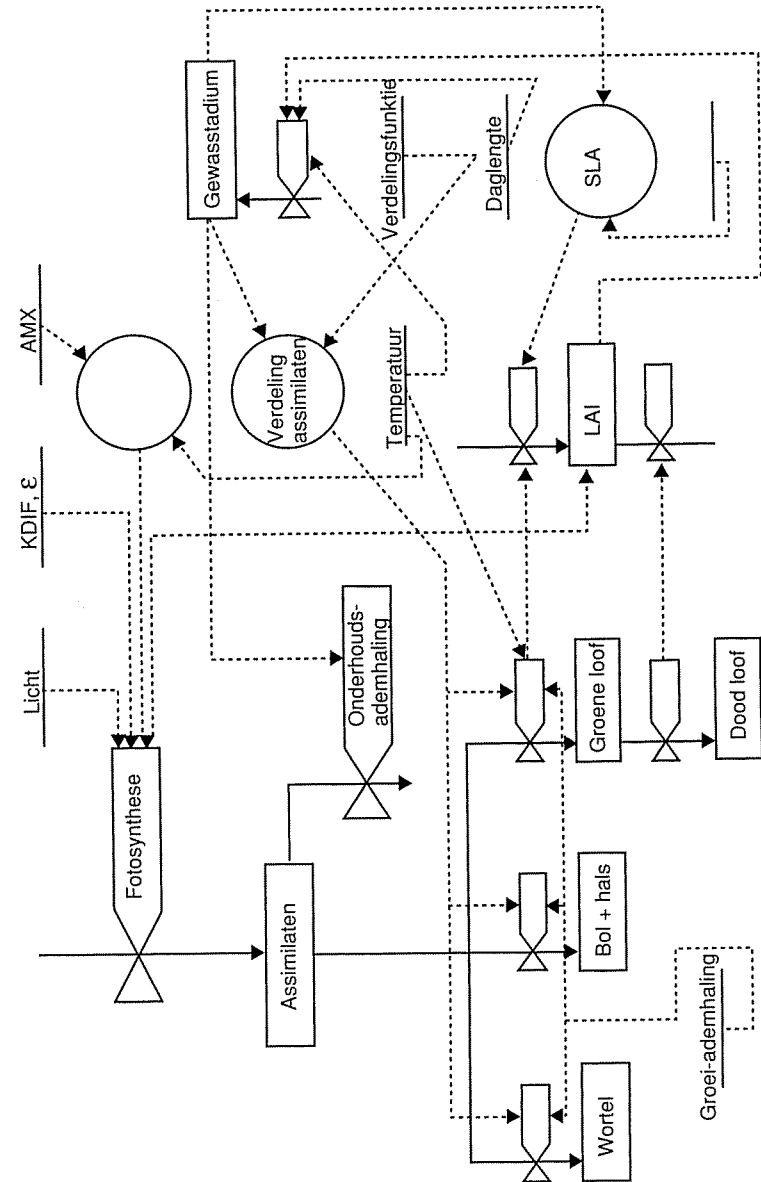 Licht
KDIF, Ɛ
AMX
Fotosynthese
Gewasstadium
Assimilaten
Onderhouds-
ademhaling
Verdeling
assimilaten
Temperatuur
Verdelingsfunktie
Daglengte
SLA
LAI
Wortel
Bol + hals
Groene loof
Dood loof
Groei-ademhaling